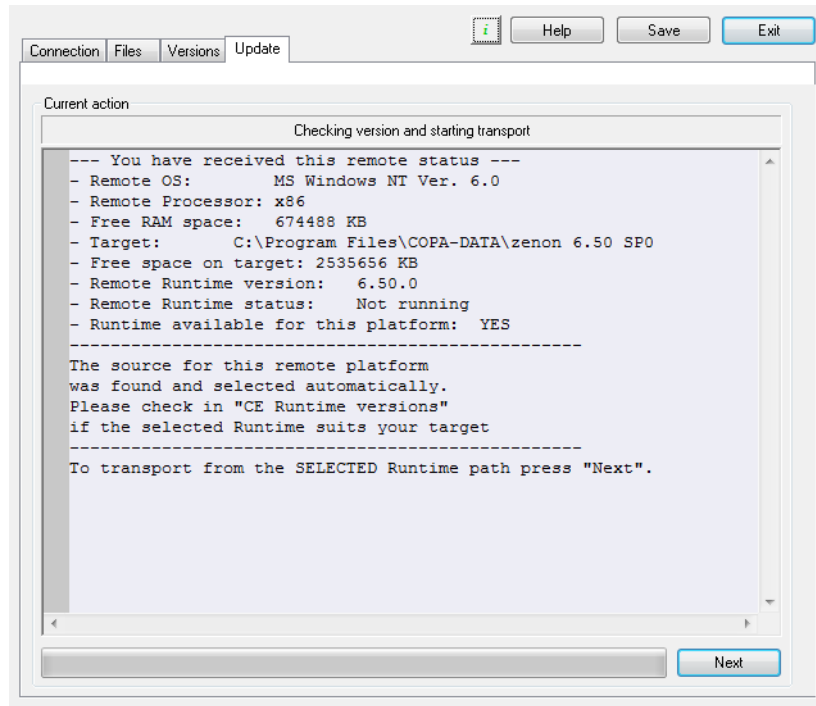 i Help Save Exit
Connection Files Versions Update
Current action
Checking version and starting transport
--- You have received this remote status ---
- Remote OS: MS Windows NT Ver. 6.0
- Remote Processor: x86
- Free RAM space: 674488 KB
- Target: C:\Program Files\COPA-DATA\zenon 6.50 SP0
- Free space on target: 2535656 KB
- Remote Runtime version: 6.50.0
- Remote Runtime status: Not running
- Runtime available for this platform: YES
--------------------------------------------------
The source for this remote platform
was found and selected automatically.
Please check in "CE Runtime versions"
if the selected Runtime suits your target
--------------------------------------------------
To transport from the SELECTED Runtime path press "Next".
Next